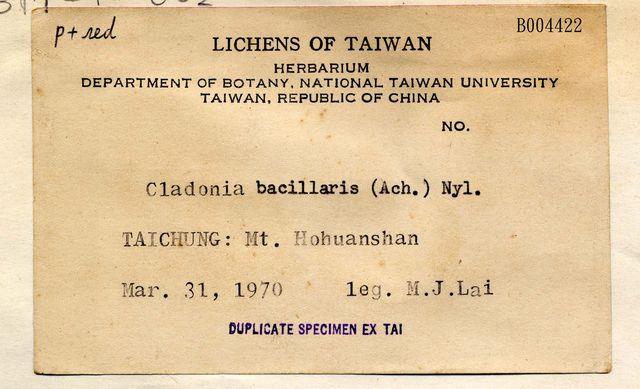 p+red
B004422
LICHENS OF TAIWAN
HERBARIUM
DEPARTMENT OF BOTANY, NATIONAL TAIWAN UNIVERSITY
TAIWAN, REPUBLIC OF CHINA
NO.
Cladonia bacillaris (Ach.) Nyl.
TAICHUNG: Mt. Hohuanshan
Mar. 31, 1970 leg. M.J.Lai
DUPLICATE SPECIMEN EX TAI